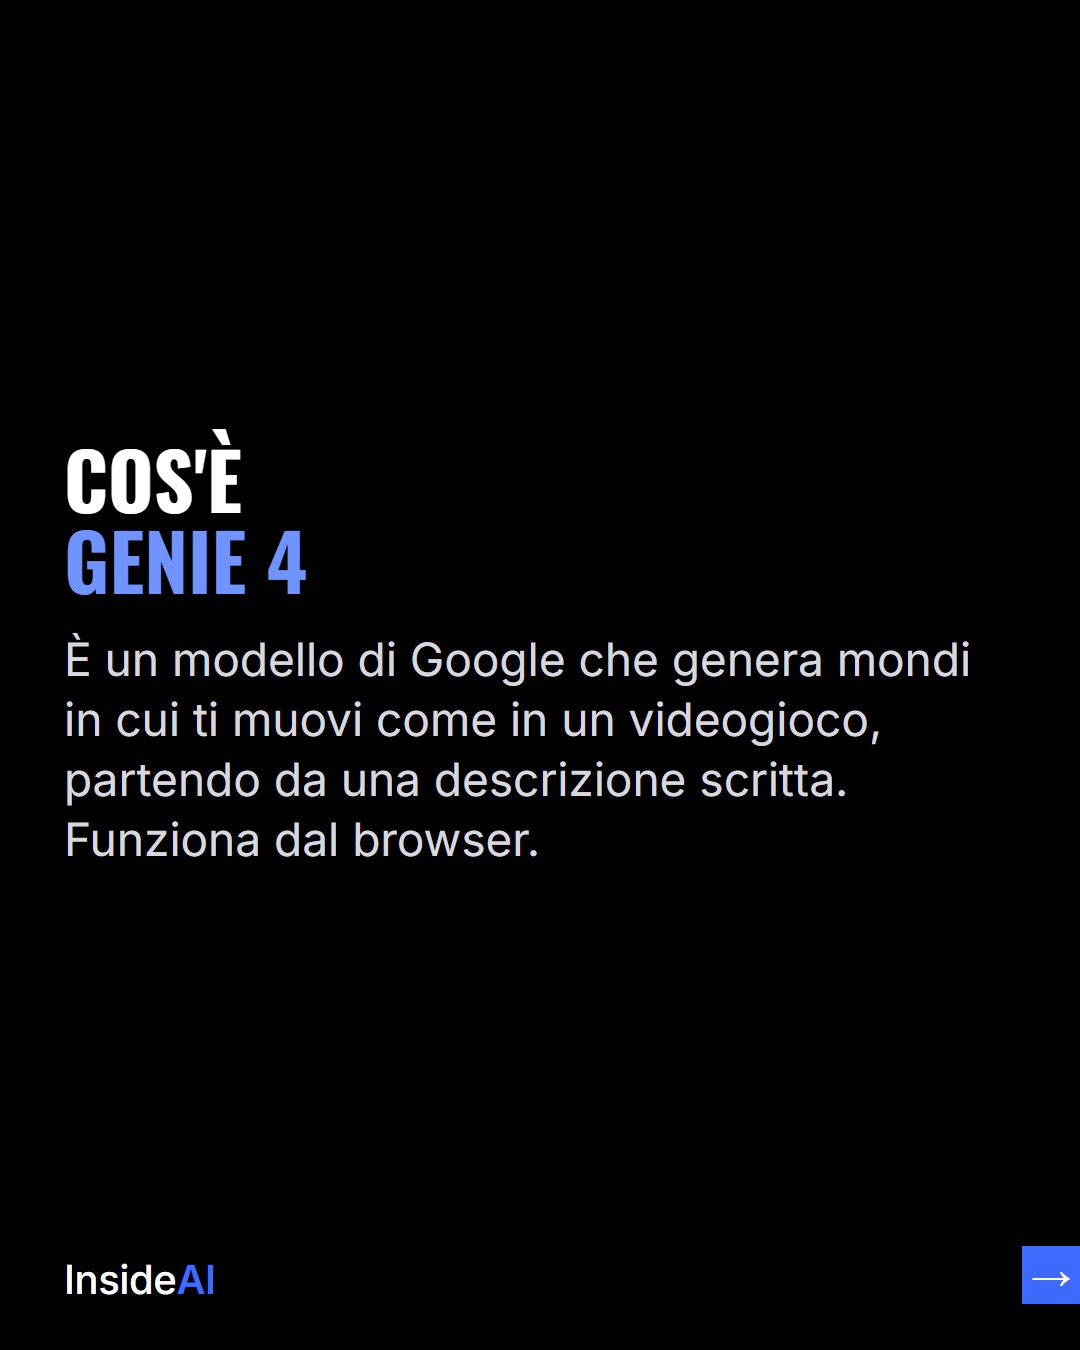 COS'È
GENIE 4
È un modello di Google che genera mondi
in cui ti muovi come in un videogioco,
partendo da una descrizione scritta.
Funziona dal browser.
InsideAI
→